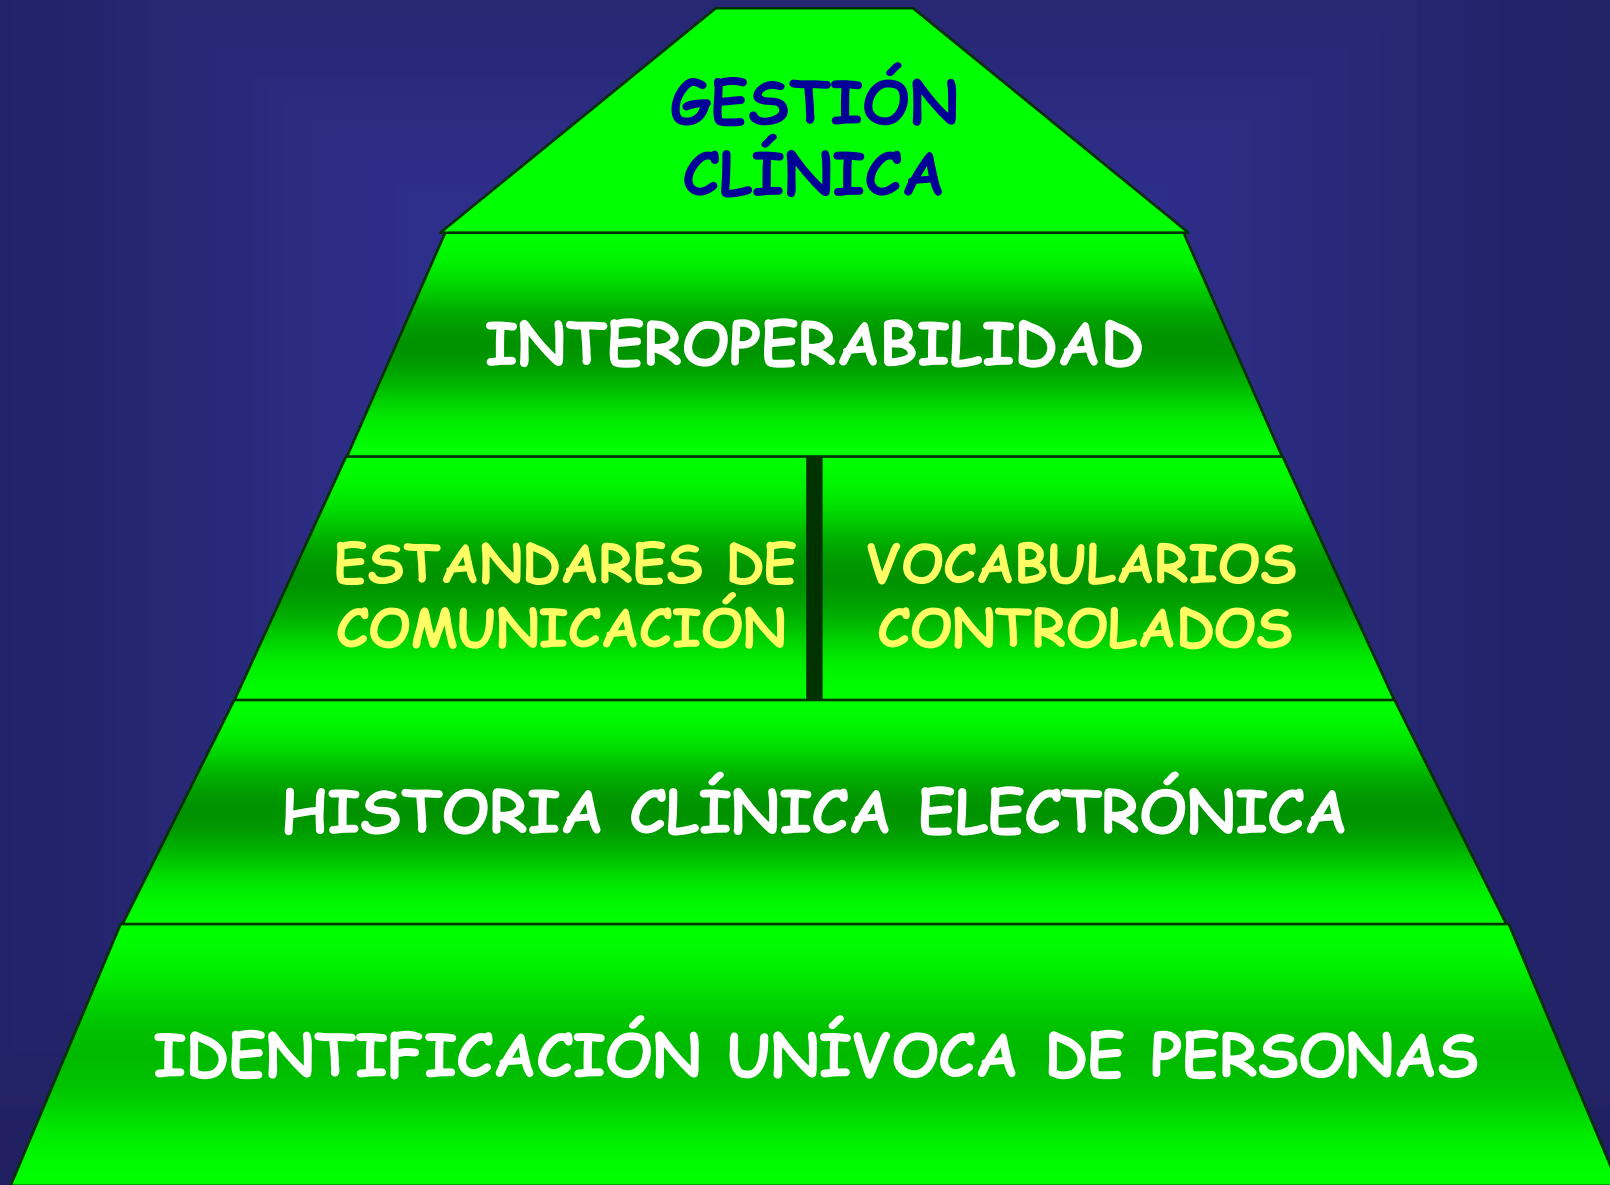 GESTIÓN
CLÍNICA
INTEROPERABILIDAD
ESTANDARES DE
COMUNICACIÓN
VOCABULARIOS
CONTROLADOS
HISTORIA CLÍNICA ELECTRÓNICA
IDENTIFICACIÓN UNÍVOCA DE PERSONAS